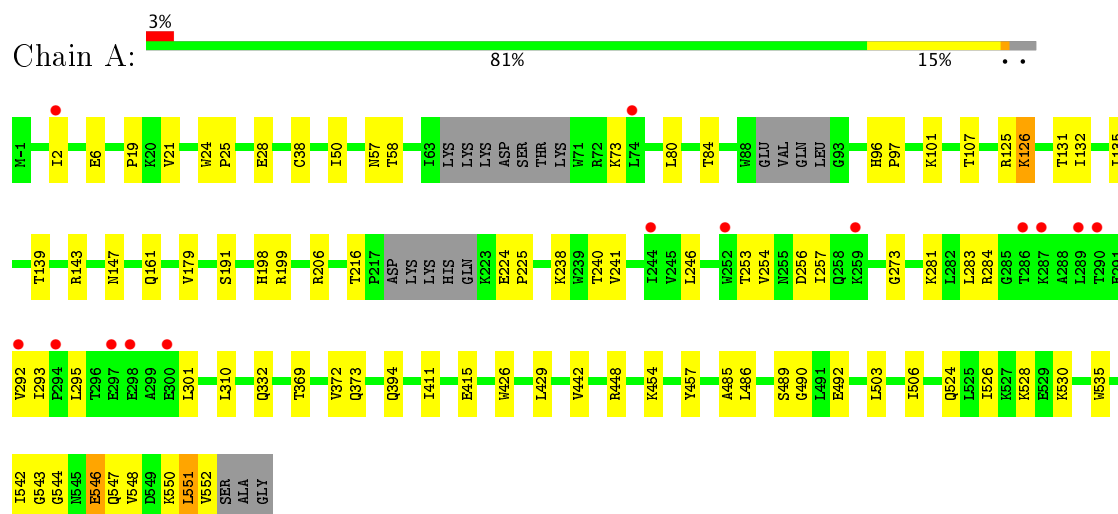 3%
Chain A:
81% 15% • •
M-1 I2 E6 P19 K20 V21 W24 P25 E28 C38 I50 N57 T58 I63 LYS LYS LYS ASP SER THR LYS W71 R72 K73 L74 L80 T84 W88 GLU VAL GLN LEU G93 H96 P97 K101 T107 R125 K126 T131 I132
T139 R143 N147 Q161 V179 S191 H198 R199 R206 T216 P217 ASP LYS LYS HIS GLN K223 E224 P225 K238 W239 T240 V241 I244 V245 L246 W252 T253 V254 N255 D256 I257 Q258 K259 G273 K281 L282 L283 R284 G285 T286 K287 A288 L289 T290
V292 I293 P294 L295 T296 E297 E298 A299 E300 L301 L310 Q332 T369 V372 Q373 Q394 I411 E415 W426 L429 V442 R448 K454 Y457 A485 L486 S489 G490 L491 E492 L503 I506 Q524 L525 I526 K527 K528 E529 K530 W535
I542 G543 G544 N545 E546 Q547 V548 D549 K550 L551 V552 SER ALA GLY